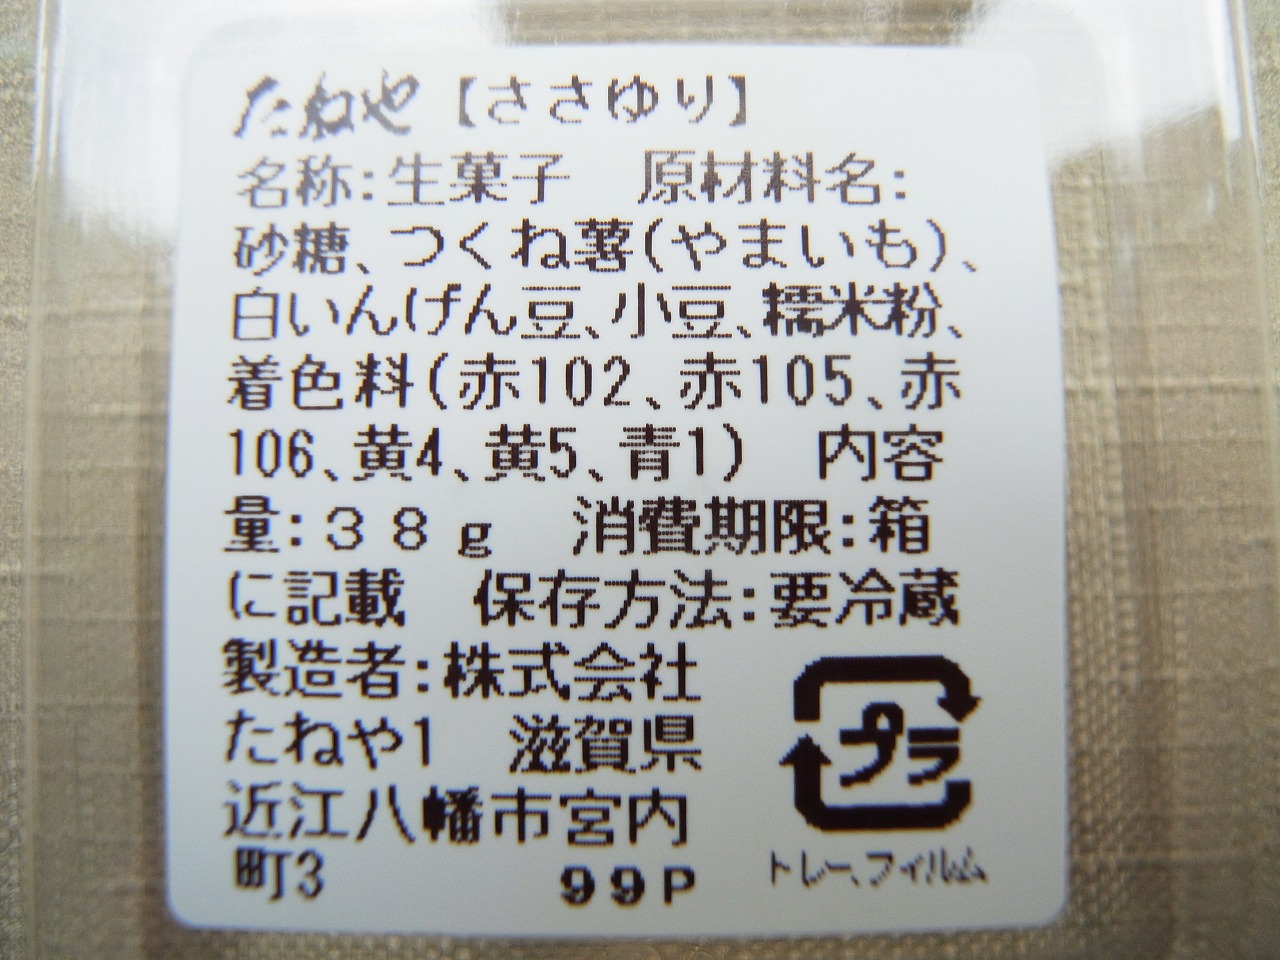 たねや【ささゆり】
名称:生菓子　原材料名:
砂糖、つくね薯(やまいも)、
白いんげん豆、小豆、糯米粉、
着色料(赤102、赤105、赤
106、黄4、黄5、青1)　内容
量:３８ｇ　消費期限:箱
に記載　保存方法:要冷蔵
製造者:株式会社
たねや1　滋賀県
近江八幡市宮内
町3　99P
プラ
トレー、フィルム